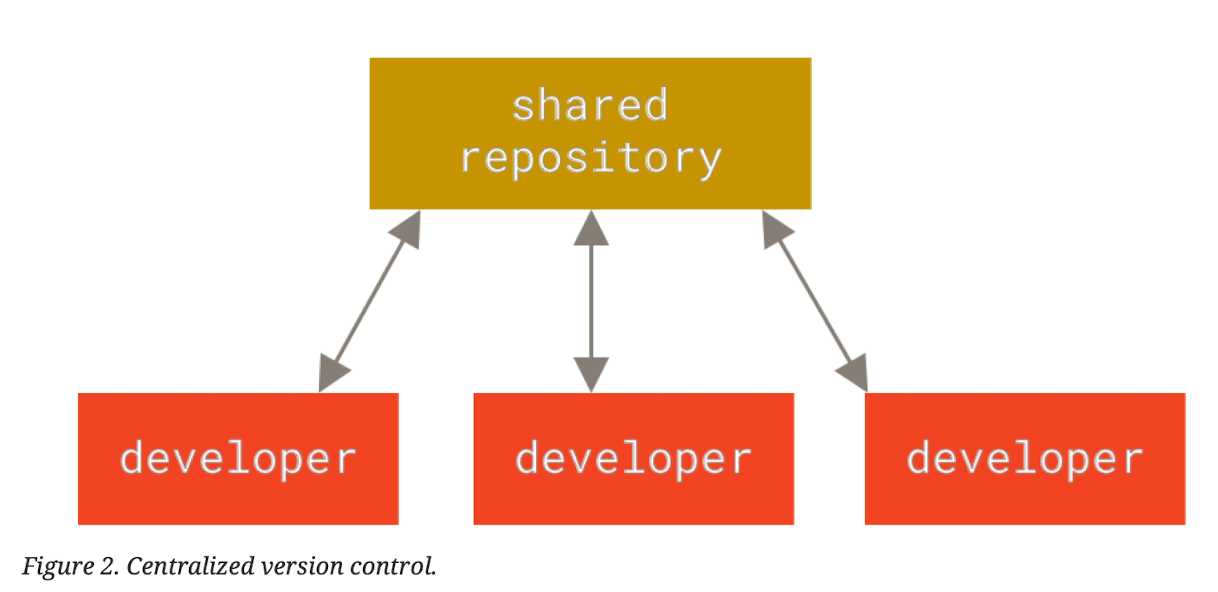 shared
repository
developer developer developer
Figure 2. Centralized version control.